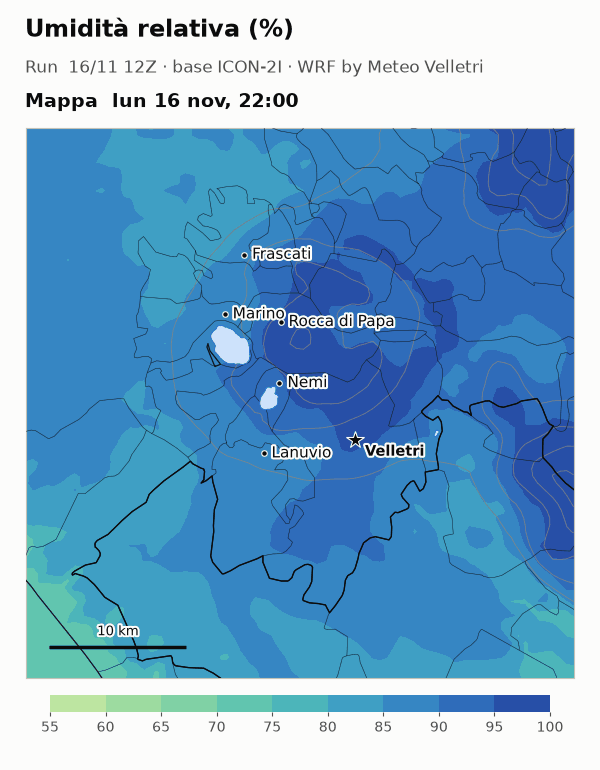 Umidità relativa (%)
Run  16/11 12Z · base ICON-2I · WRF by Meteo Velletri
Mappa  lun 16 nov, 22:00
Frascati
Marino
Rocca di Papa
Nemi
Velletri
Lanuvio
10 km
55 60 65 70 75 80 85 90 95 100